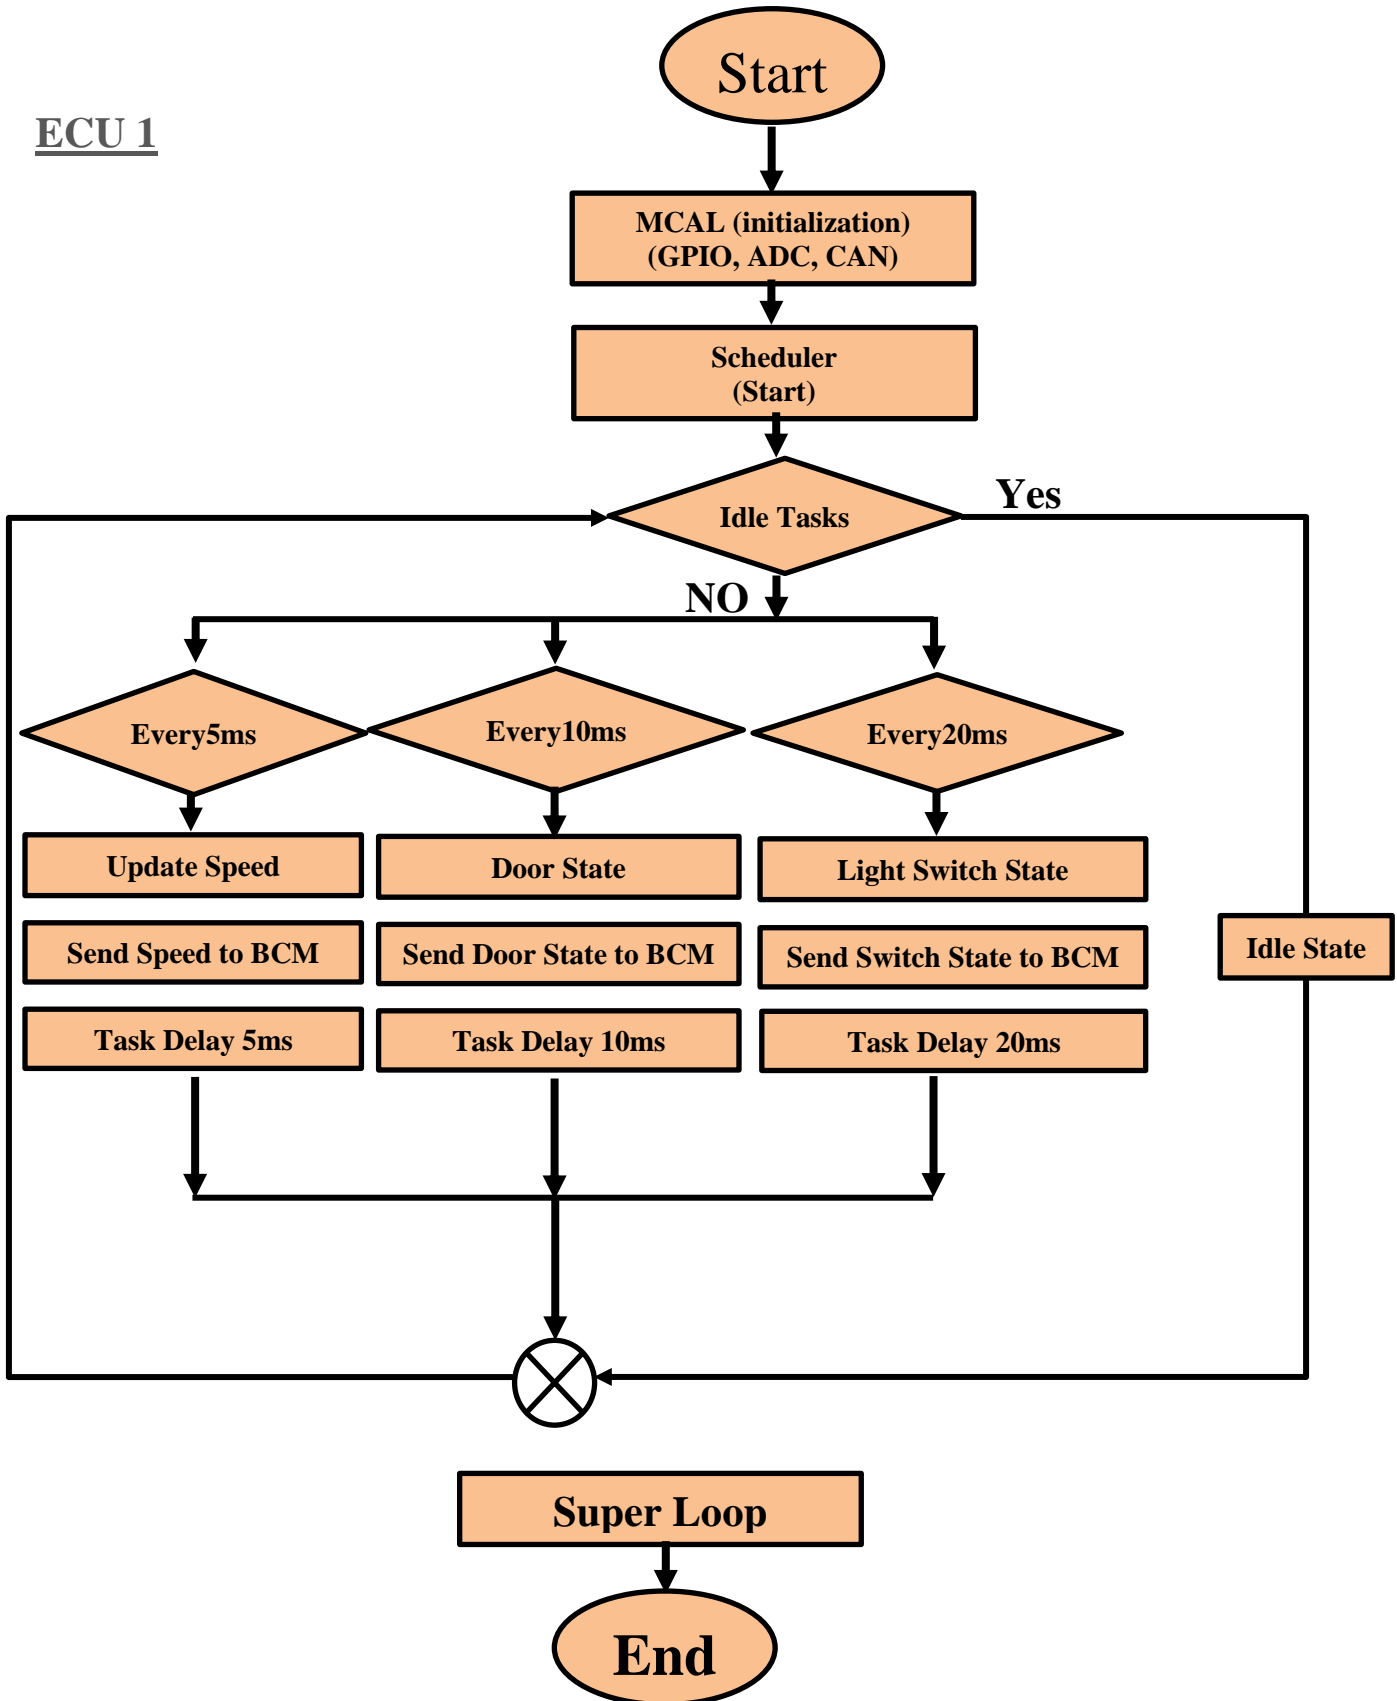 Start
ECU 1
MCAL (initialization)
(GPIO, ADC, CAN)
Scheduler
(Start)
Idle Tasks
Yes
NO
Every5ms
Every10ms
Every20ms
Update Speed
Door State
Light Switch State
Send Speed to BCM
Send Door State to BCM
Send Switch State to BCM
Idle State
Task Delay 5ms
Task Delay 10ms
Task Delay 20ms
Super Loop
End